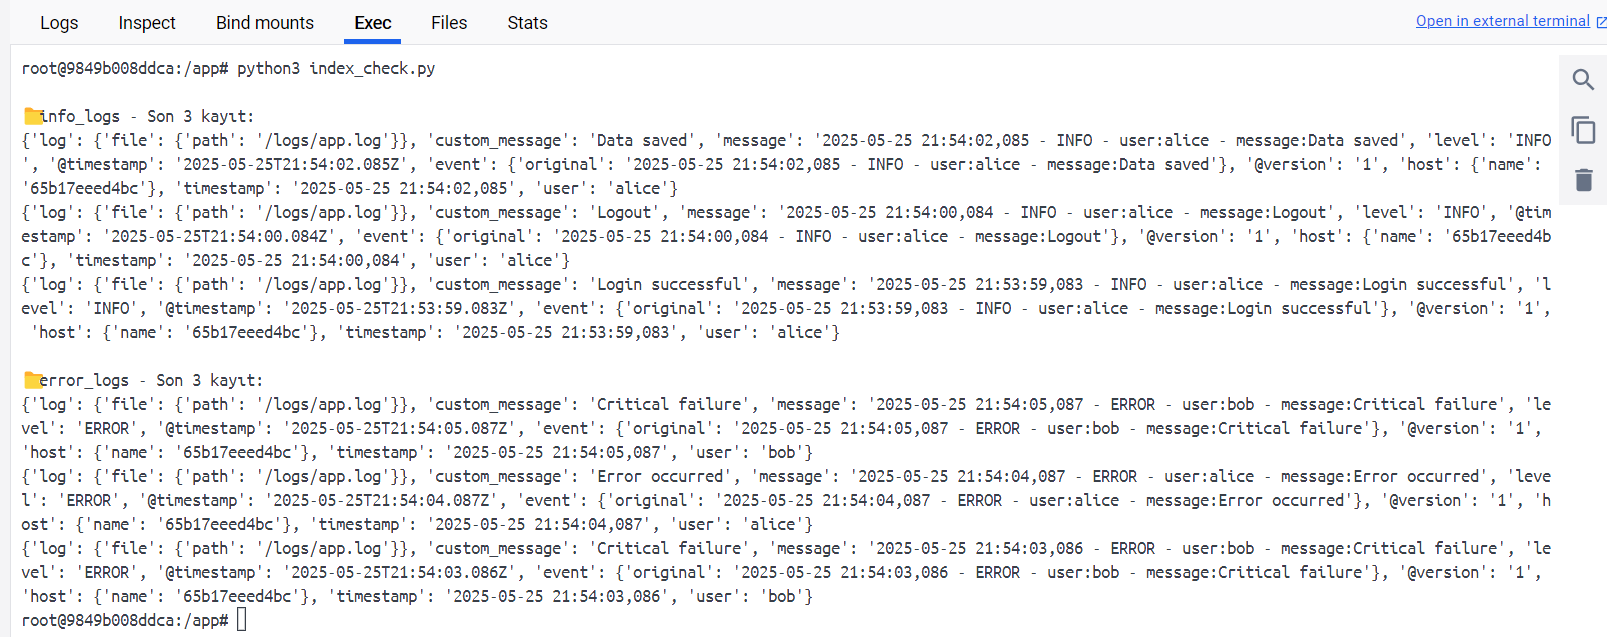 Logs Inspect Bind mounts Exec Files Stats Open in external terminal
root@9849b008ddca:/app# python3 index_check.py
info_logs - Son 3 kayıt:
{'log': {'file': {'path': '/logs/app.log'}}, 'custom_message': 'Data saved', 'message': '2025-05-25 21:54:02,085 - INFO - user:alice - message:Data saved', 'level': 'INFO
', '@timestamp': '2025-05-25T21:54:02.085Z', 'event': {'original': '2025-05-25 21:54:02,085 - INFO - user:alice - message:Data saved'}, '@version': '1', 'host': {'name':
'65b17eeed4bc'}, 'timestamp': '2025-05-25 21:54:02,085', 'user': 'alice'}
{'log': {'file': {'path': '/logs/app.log'}}, 'custom_message': 'Logout', 'message': '2025-05-25 21:54:00,084 - INFO - user:alice - message:Logout', 'level': 'INFO', '@tim
estamp': '2025-05-25T21:54:00.084Z', 'event': {'original': '2025-05-25 21:54:00,084 - INFO - user:alice - message:Logout'}, '@version': '1', 'host': {'name': '65b17eeed4b
c'}, 'timestamp': '2025-05-25 21:54:00,084', 'user': 'alice'}
{'log': {'file': {'path': '/logs/app.log'}}, 'custom_message': 'Login successful', 'message': '2025-05-25 21:53:59,083 - INFO - user:alice - message:Login successful', 'l
evel': 'INFO', '@timestamp': '2025-05-25T21:53:59.083Z', 'event': {'original': '2025-05-25 21:53:59,083 - INFO - user:alice - message:Login successful'}, '@version': '1',
'host': {'name': '65b17eeed4bc'}, 'timestamp': '2025-05-25 21:53:59,083', 'user': 'alice'}
error_logs - Son 3 kayıt:
{'log': {'file': {'path': '/logs/app.log'}}, 'custom_message': 'Critical failure', 'message': '2025-05-25 21:54:05,087 - ERROR - user:bob - message:Critical failure', 'le
vel': 'ERROR', '@timestamp': '2025-05-25T21:54:05.087Z', 'event': {'original': '2025-05-25 21:54:05,087 - ERROR - user:bob - message:Critical failure'}, '@version': '1',
'host': {'name': '65b17eeed4bc'}, 'timestamp': '2025-05-25 21:54:05,087', 'user': 'bob'}
{'log': {'file': {'path': '/logs/app.log'}}, 'custom_message': 'Error occurred', 'message': '2025-05-25 21:54:04,087 - ERROR - user:alice - message:Error occurred', 'leve
l': 'ERROR', '@timestamp': '2025-05-25T21:54:04.087Z', 'event': {'original': '2025-05-25 21:54:04,087 - ERROR - user:alice - message:Error occurred'}, '@version': '1', 'h
ost': {'name': '65b17eeed4bc'}, 'timestamp': '2025-05-25 21:54:04,087', 'user': 'alice'}
{'log': {'file': {'path': '/logs/app.log'}}, 'custom_message': 'Critical failure', 'message': '2025-05-25 21:54:03,086 - ERROR - user:bob - message:Critical failure', 'le
vel': 'ERROR', '@timestamp': '2025-05-25T21:54:03.086Z', 'event': {'original': '2025-05-25 21:54:03,086 - ERROR - user:bob - message:Critical failure'}, '@version': '1',
'host': {'name': '65b17eeed4bc'}, 'timestamp': '2025-05-25 21:54:03,086', 'user': 'bob'}
root@9849b008ddca:/app#